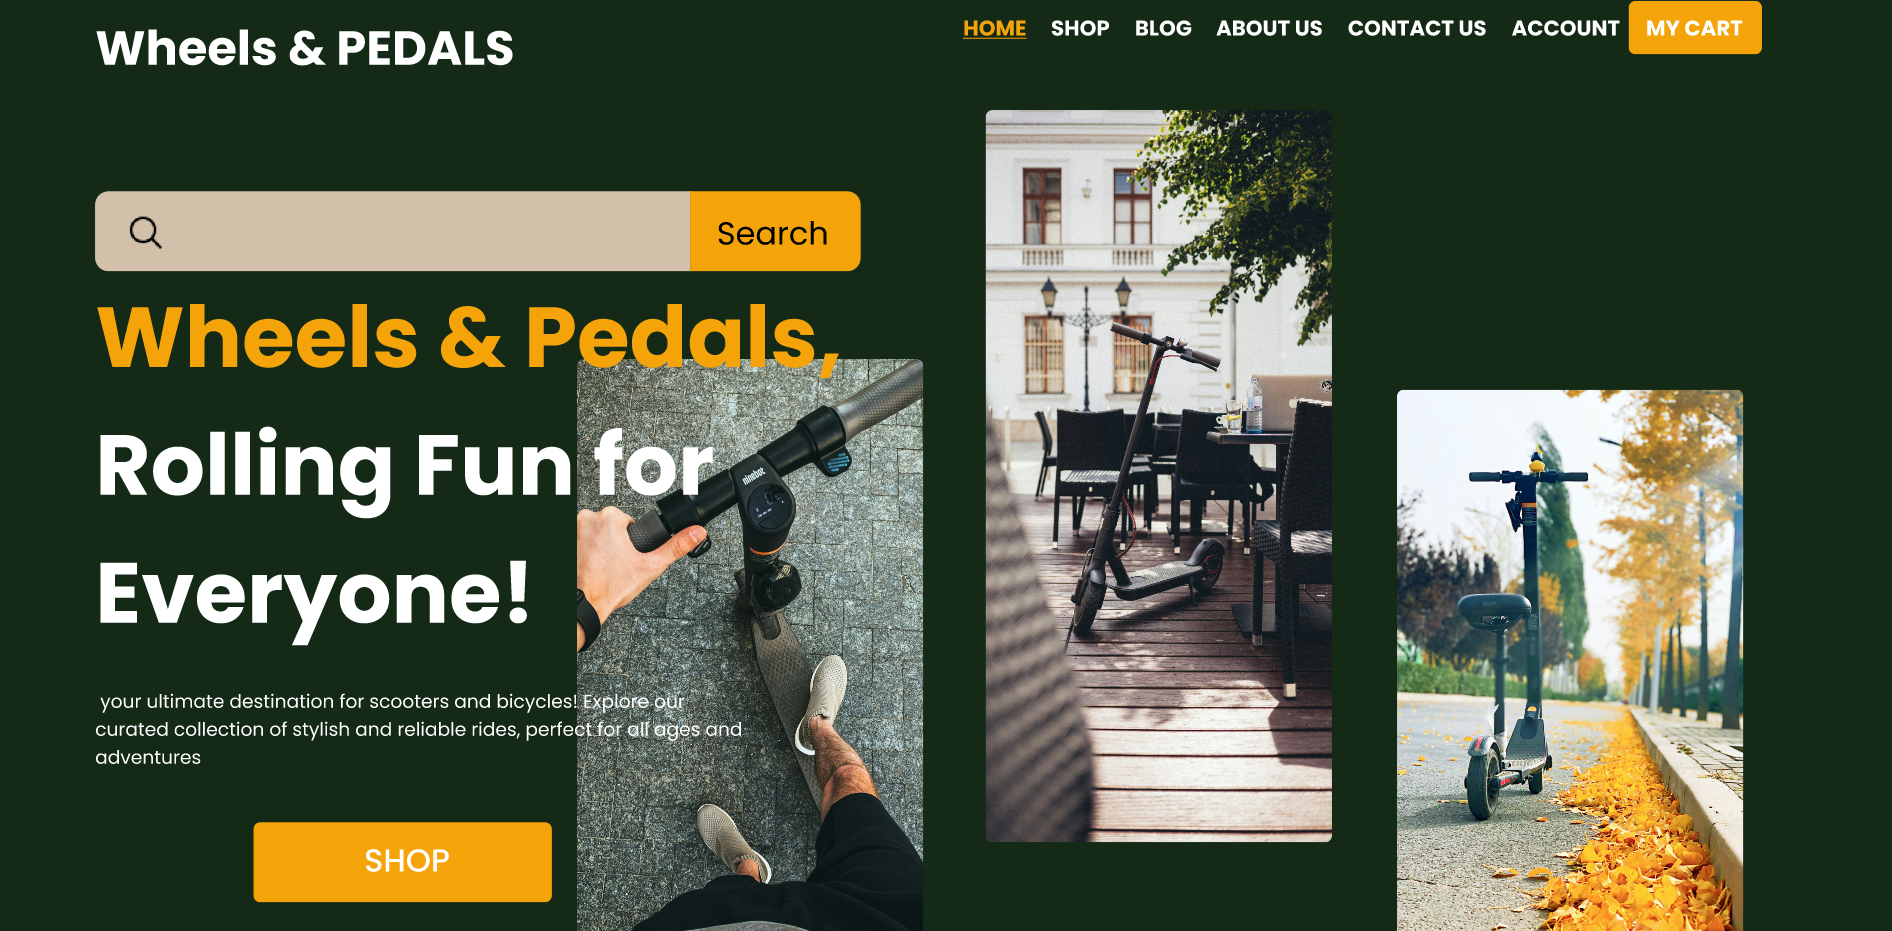 Wheels & PEDALS
HOME SHOP BLOG ABOUT US CONTACT US ACCOUNT MY CART
Search
Wheels & Pedals,
Rolling Fun for
Everyone!
ninebot
your ultimate destination for scooters and bicycles! Explore our
curated collection of stylish and reliable rides, perfect for all ages and
adventures
SHOP